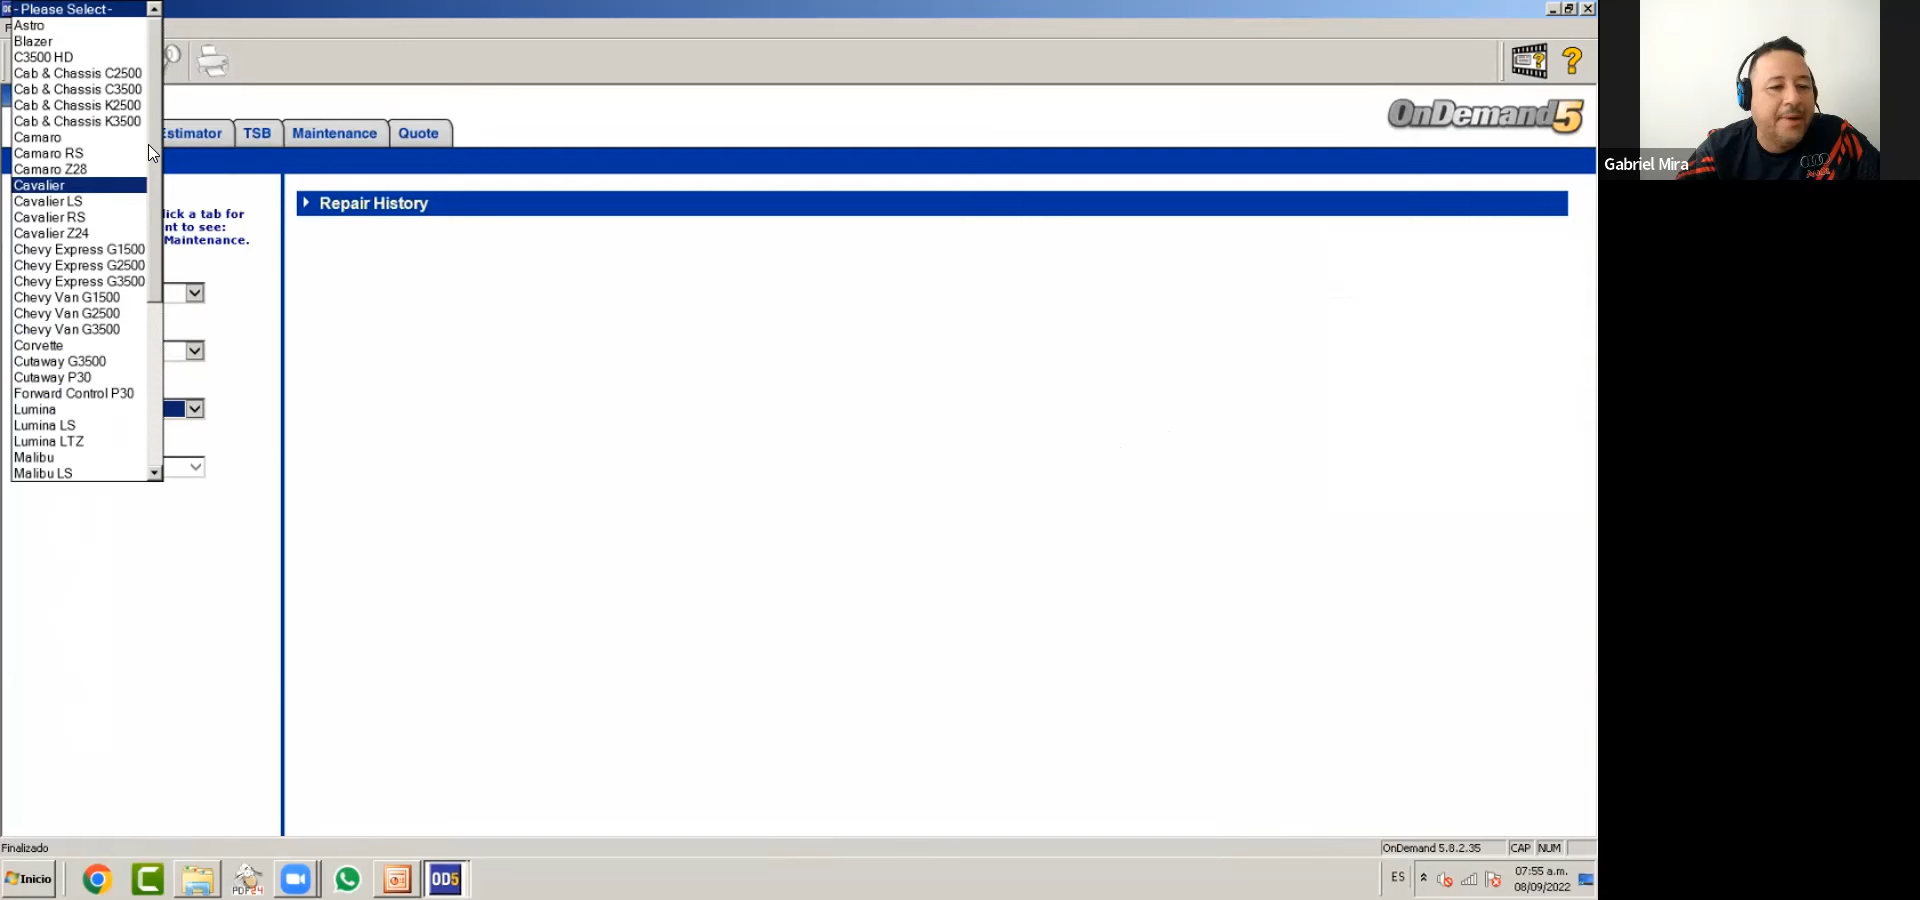 - Please Select -
Astro
Blazer
C3500 HD
Cab & Chassis C2500
Cab & Chassis C3500
Cab & Chassis K2500
Cab & Chassis K3500
Camaro
Camaro RS
Camaro Z28
Cavalier
Cavalier LS
Cavalier RS
Cavalier Z24
Chevy Express G1500
Chevy Express G2500
Chevy Express G3500
Chevy Van G1500
Chevy Van G2500
Chevy Van G3500
Corvette
Cutaway G3500
Cutaway P30
Forward Control P30
Lumina
Lumina LS
Lumina LTZ
Malibu
Malibu LS
Estimator TSB Maintenance Quote
OnDemand5
lick a tab for
nt to see:
Maintenance.
Repair History
Gabriel Mira
Audi
Finalizado
OnDemand 5.8.2.35 CAP NUM
Inicio
PDF24
OD5
ES
07:55 a.m.
08/09/2022